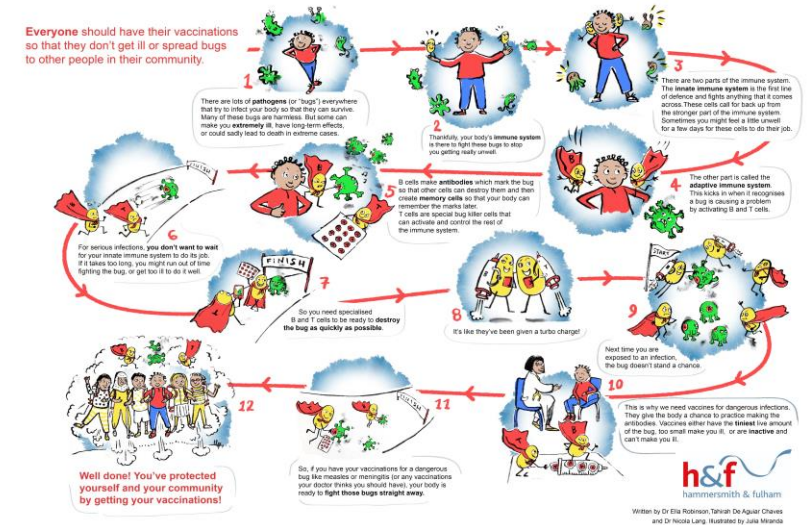 Everyone should have their vaccinations
so that they don't get ill or spread bugs
to other people in their community.
1
There are lots of pathogens (or "bugs") everywhere
that try to infect your body so that they can survive.
Many of these bugs are harmless. But some can
make you extremely ill, have long-term effects,
or could sadly lead to death in extreme cases.
2
Thankfully, your body's immune system
is there to fight these bugs to stop
you getting really unwell.
3
There are two parts of the immune system.
The innate immune system is the first line
of defence and fights anything that it comes
across.These cells call for back up from
the stronger part of the immune system.
Sometimes you might feel a little unwell
for a few days for these cells to do their job.
B
T
4
The other part is called the
adaptive immune system.
This kicks in when it recognises
a bug is causing a problem
by activating B and T cells.
5
B cells make antibodies which mark the bug
so that other cells can destroy them and then
create memory cells so that your body can
remember the marks later.
T cells are special bug killer cells that
can activate and control the rest of
the immune system.
FINISH
6
For serious infections, you don't want to wait
for your innate immune system to do its job.
If it takes too long, you might run out of time
fighting the bug, or get too ill to do it well.
FINISH
7
So you need specialised
B and T cells to be ready to destroy
the bug as quickly as possible.
8
It's like they've been given a turbo charge!
START
9
Next time you are
exposed to an infection,
the bug doesn't stand a chance.
10
This is why we need vaccines for dangerous infections.
They give the body a chance to practice making the
antibodies. Vaccines either have the tiniest live amount
of the bug, too small make you ill, or are inactive and
can't make you ill.
T
B
11
So, if you have your vaccinations for a dangerous
bug like measles or meningitis (or any vaccinations
your doctor thinks you should have), your body is
ready to fight those bugs straight away.
12
Well done! You've protected
yourself and your community
by getting your vaccinations!
h&f
hammersmith & fulham
Written by Dr Ella Robinson,Tahirah De Aguiar Chaves
and Dr Nicola Lang. Illustrated by Julia Miranda